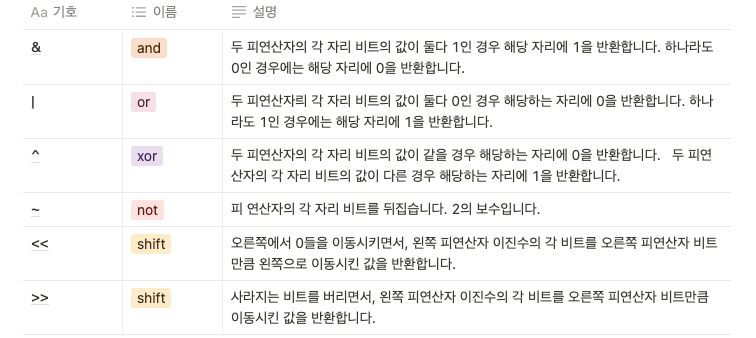 Aa 기호 이름 설명
& and 두 피연산자의 각 자리 비트의 값이 둘다 1인 경우 해당 자리에 1을 반환합니다. 하나라도
0인 경우에는 해당 자리에 0을 반환합니다.
| or 두 피연산자릐 각 자리 비트의 값이 둘다 0인 경우 해당하는 자리에 0을 반환합니다. 하나
라도 1인 경우에는 해당 자리에 1을 반환합니다.
^ xor 두 피연산자의 각 자리 비트의 값이 같을 경우 해당하는 자리에 0을 반환합니다. 두 피연
산자의 각 자리 비트의 값이 다른 경우 해당하는 자리에 1을 반환합니다.
~ not 피 연산자의 각 자리 비트를 뒤집습니다. 2의 보수입니다.
<< shift 오른쪽에서 0들을 이동시키면서, 왼쪽 피연산자 이진수의 각 비트를 오른쪽 피연산자 비트
만큼 왼쪽으로 이동시킨 값을 반환합니다.
>> shift 사라지는 비트를 버리면서, 왼쪽 피연산자 이진수의 각 비트를 오른쪽 피연산자 비트만큼
이동시킨 값을 반환합니다.